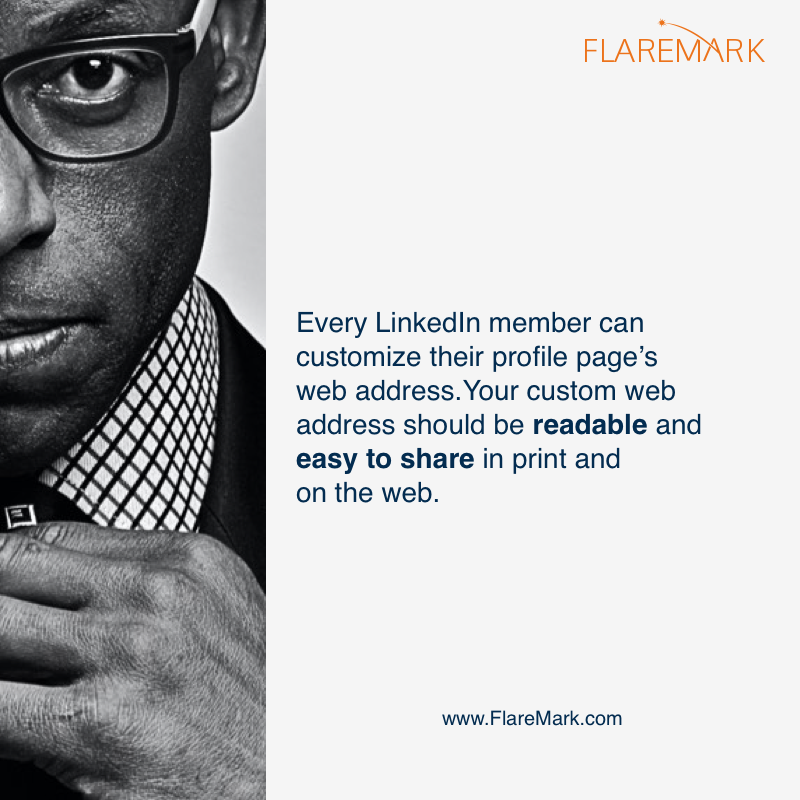 FLAREMARK
Every LinkedIn member can
customize their profile page’s
web address.Your custom web
address should be readable and
easy to share in print and
on the web.
www.FlareMark.com